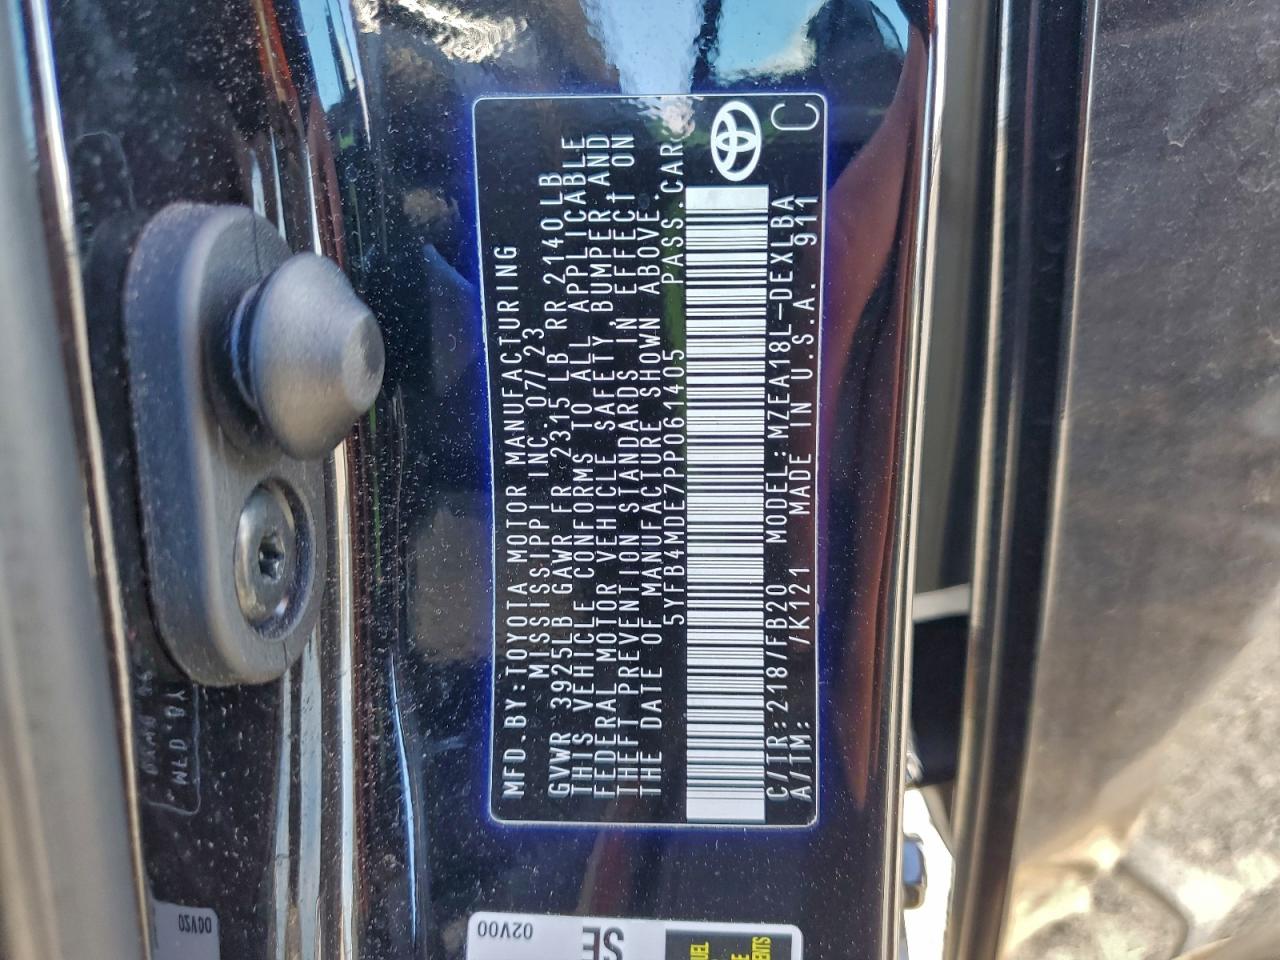 MFD.BY:TOYOTA MOTOR MANUFACTURING
MISSISSIPPI INC. 07/23
GVWR 3925LB GAWR FR 2315 LB RR 2140LB
THIS VEHICLE CONFORMS TO ALL APPLICABLE
FEDERAL MOTOR VEHICLE SAFETY, BUMPER AND
THEFT PREVENTION STANDARDS IN EFFECT ON
THE DATE OF MANUFACTURE SHOWN ABOVE.
5YFB4MDE7PP061405 PASS.CAR
C/TR:218/FB20 MODEL:MZEA18L-DEXLBA
A/TM: /K121 MADE IN U.S.A. 911
C
02V00
SE
02V00